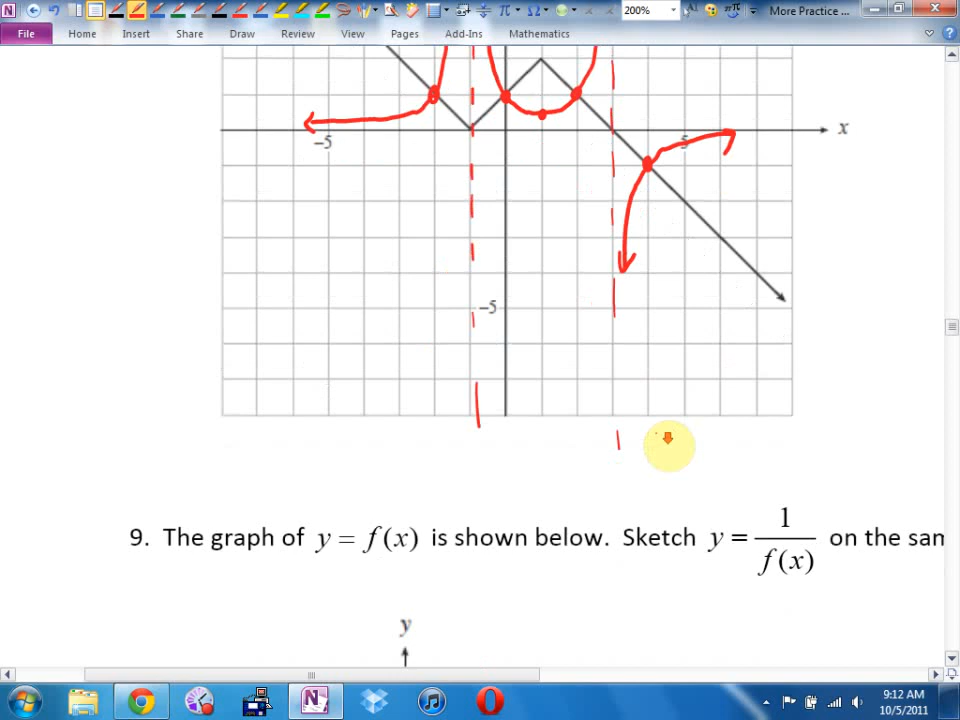 200% More Practice ...
File Home Insert Share Draw Review View Pages Add-Ins Mathematics
x
-5 5
-5
9. The graph of y = f(x) is shown below. Sketch y = 1/f(x) on the sam
y
9:12 AM
10/5/2011